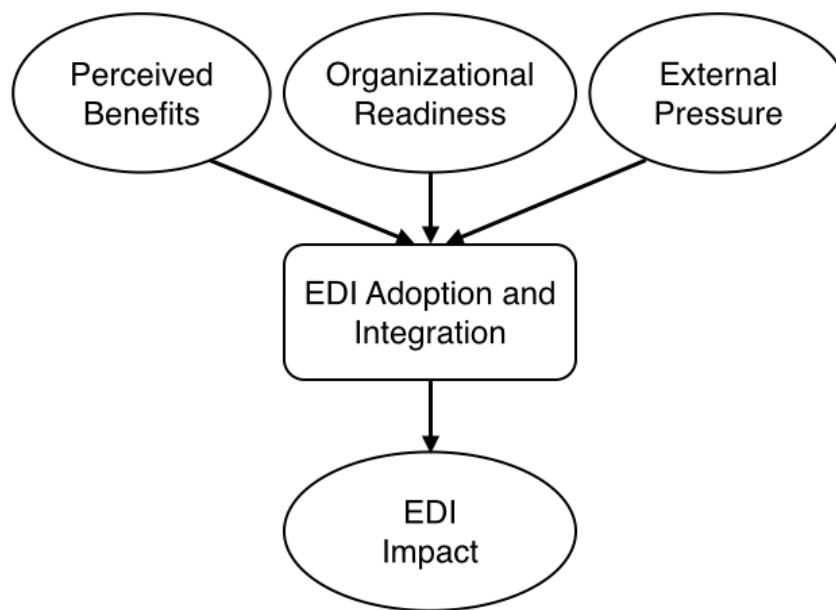 Perceived
Benefits
Organizational
Readiness
External
Pressure
EDI Adoption and
Integration
EDI
Impact